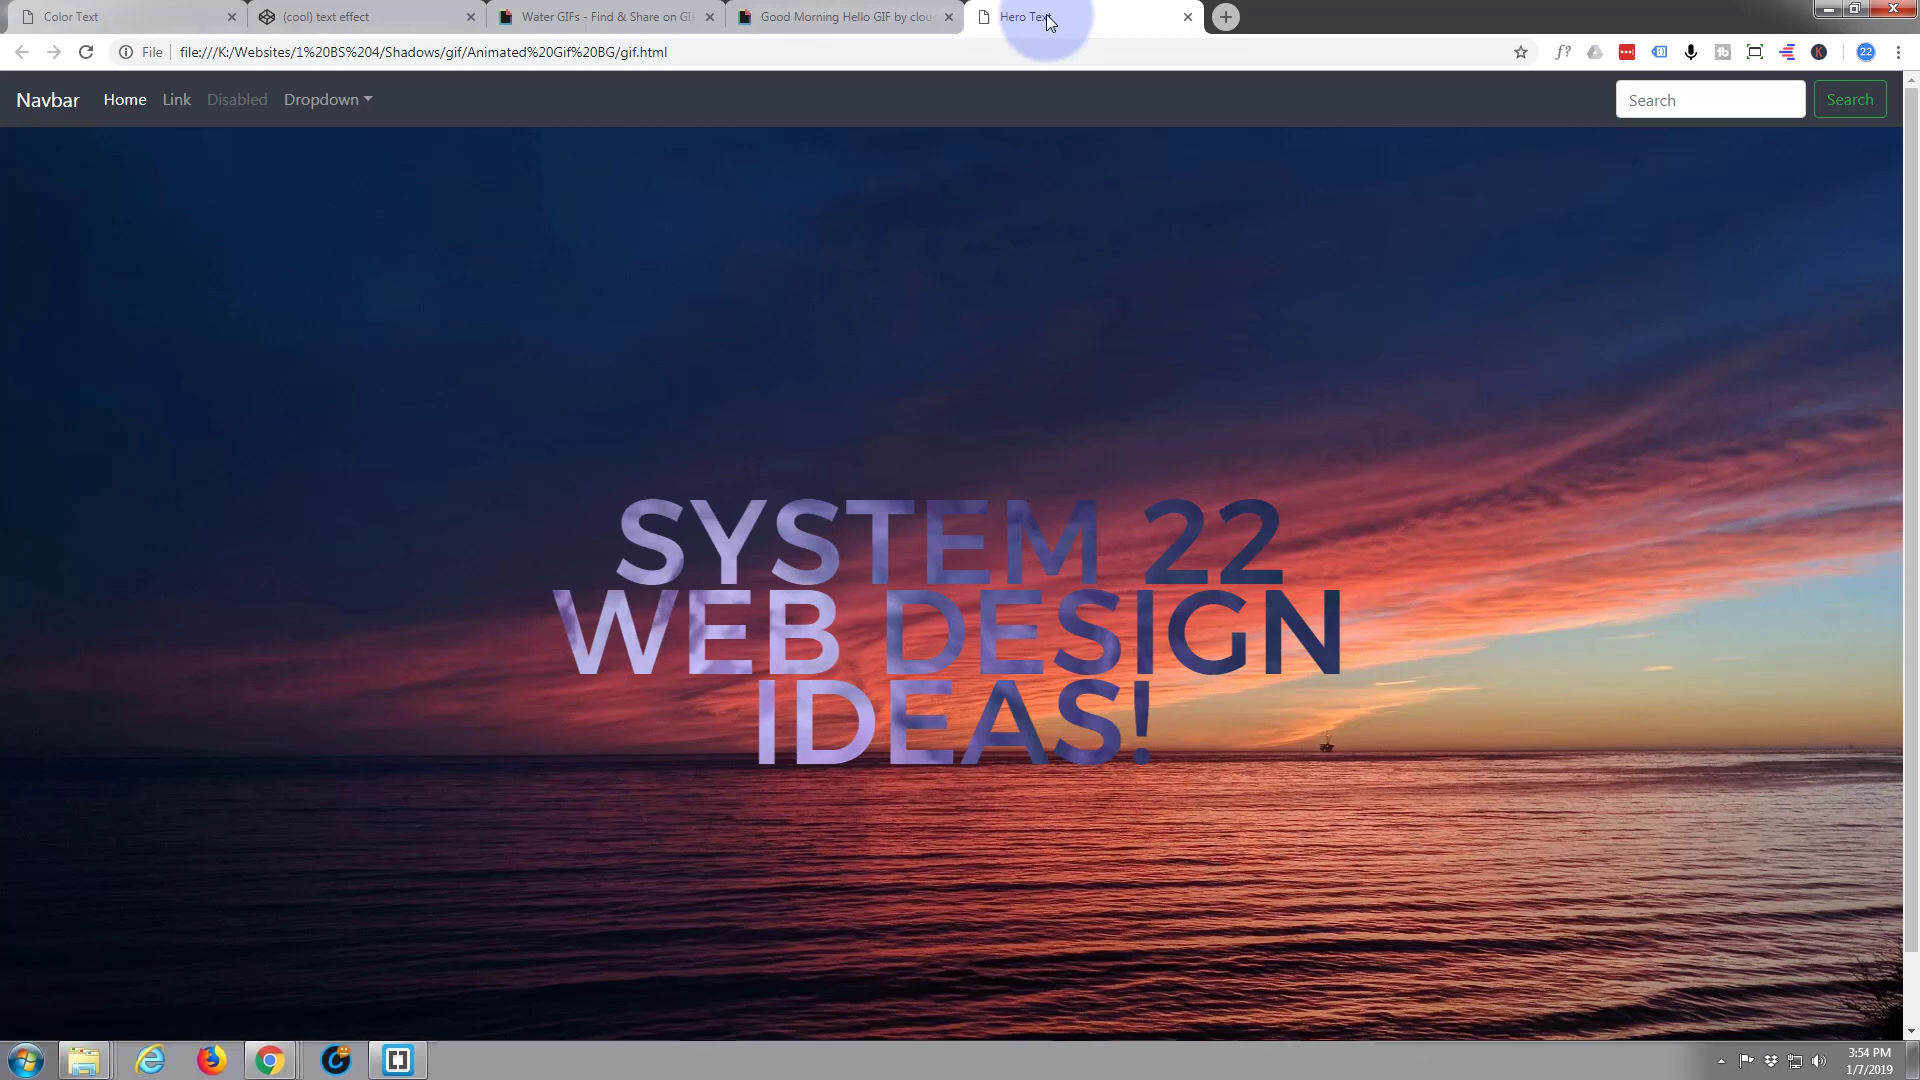 Color Text
(cool) text effect
Water GIFs - Find & Share on GI
Good Morning Hello GIF by clou
Hero Text
File
file:///K:/Websites/1%20BS%204/Shadows/gif/Animated%20Gif%20BG/gif.html
f?
22
Navbar
Home
Link
Disabled
Dropdown
Search
Search
SYSTEM 22
WEB DESIGN
IDEAS!
3:54 PM
1/7/2019